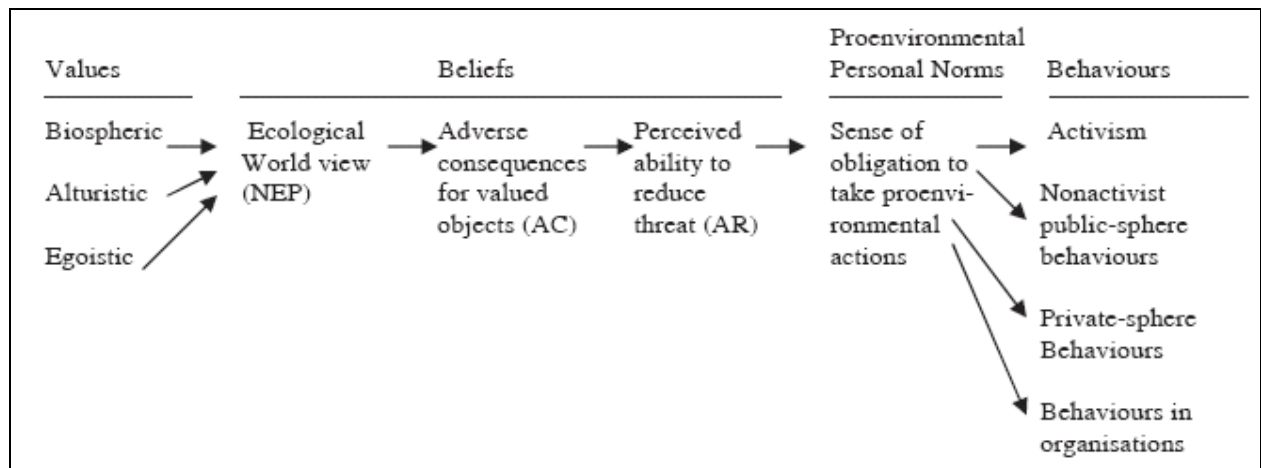 Values
Beliefs
Proenvironmental
Personal Norms
Behaviours
Biospheric
Alturistic
Egoistic
Ecological
World view
(NEP)
Adverse
consequences
for valued
objects (AC)
Perceived
ability to
reduce
threat (AR)
Sense of
obligation to
take proenvi-
ronmental
actions
Activism
Nonactivist
public-sphere
behaviours
Private-sphere
Behaviours
Behaviours in
organisations